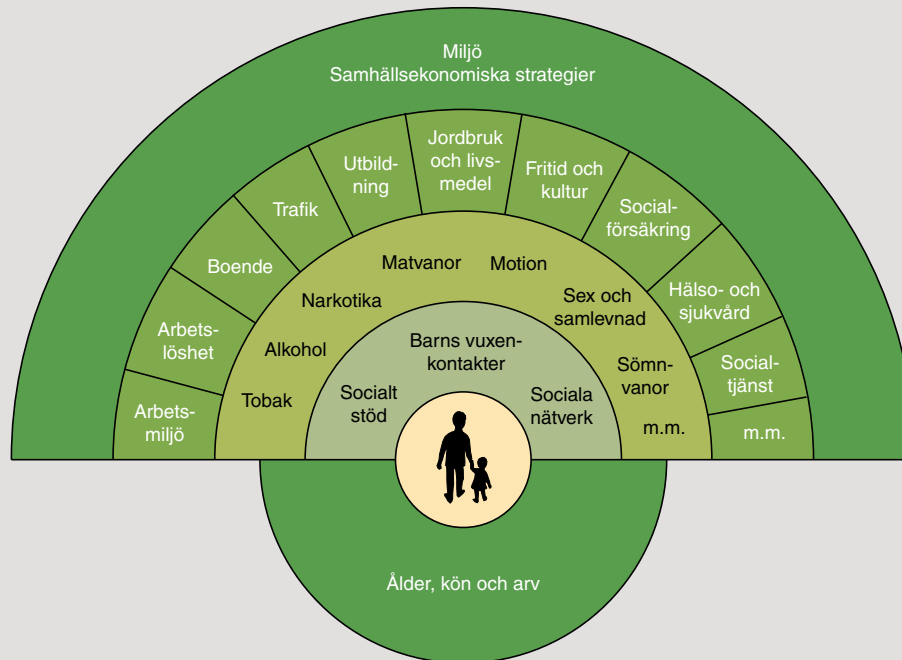 Miljö
Samhällsekonomiska strategier
Arbets-
miljö
Arbets-
löshet
Boende
Trafik
Utbild-
ning
Jordbruk
och livs-
medel
Fritid och
kultur
Social-
försäkring
Hälso- och
sjukvård
Social-
tjänst
m.m.
Tobak
Alkohol
Narkotika
Matvanor
Motion
Sex och
samlevnad
Sömn-
vanor
m.m.
Socialt
stöd
Barns vuxen-
kontakter
Sociala
nätverk
Ålder, kön och arv